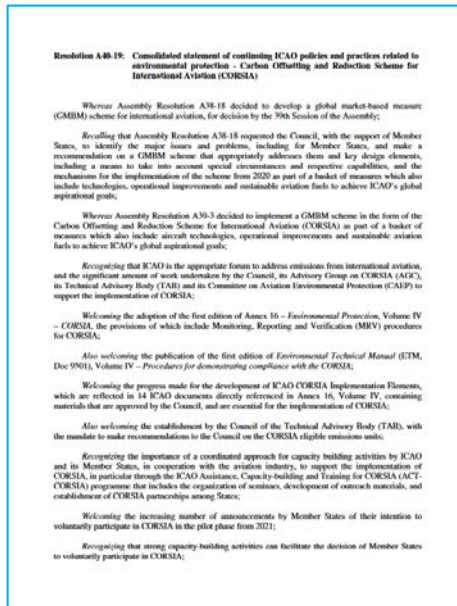 Resolution A40-19: Consolidated statement of continuing ICAO policies and practices related to
environmental protection - Carbon Offsetting and Reduction Scheme for
International Aviation (CORSIA)
Whereas Assembly Resolution A38-18 decided to develop a global market-based measure
(GMBM) scheme for international aviation, for decision by the 39th Session of the Assembly;
Recalling that Assembly Resolution A38-18 requested the Council, with the support of Member
States, to identify the major issues and problems, including for Member States, and make a
recommendation on a GMBM scheme that appropriately addresses them and key design elements,
including a means to take into account special circumstances and respective capabilities, and the
mechanisms for the implementation of the scheme from 2020 as part of a basket of measures which also
include technologies, operational improvements and sustainable aviation fuels to achieve ICAO's global
aspirational goals;
Whereas Assembly Resolution A39-3 decided to implement a GMBM scheme in the form of the
Carbon Offsetting and Reduction Scheme for International Aviation (CORSIA) as part of a basket of
measures which also include aircraft technologies, operational improvements and sustainable aviation
fuels to achieve ICAO's global aspirational goals;
Recognizing that ICAO is the appropriate forum to address emissions from international aviation,
and the significant amount of work undertaken by the Council, its Advisory Group on CORSIA (AGC),
its Technical Advisory Body (TAB) and its Committee on Aviation Environmental Protection (CAEP) to
support the implementation of CORSIA;
Welcoming the adoption of the first edition of Annex 16 – Environmental Protection, Volume IV
– CORSIA, the provisions of which include Monitoring, Reporting and Verification (MRV) procedures
for CORSIA;
Also welcoming the publication of the first edition of Environmental Technical Manual (ETM,
Doc 9501), Volume IV – Procedures for demonstrating compliance with the CORSIA;
Welcoming the progress made for the development of ICAO CORSIA Implementation Elements,
which are reflected in 14 ICAO documents directly referenced in Annex 16, Volume IV, containing
materials that are approved by the Council, and are essential for the implementation of CORSIA;
Also welcoming the establishment by the Council of the Technical Advisory Body (TAB), with
the mandate to make recommendations to the Council on the CORSIA eligible emissions units;
Recognizing the importance of a coordinated approach for capacity building activities by ICAO
and its Member States, in cooperation with the aviation industry, to support the implementation of
CORSIA, in particular through the ICAO Assistance, Capacity-building and Training for CORSIA (ACT-
CORSIA) programme that includes the organization of seminars, development of outreach materials, and
establishment of CORSIA partnerships among States;
Welcoming the increasing number of announcements by Member States of their intention to
voluntarily participate in CORSIA in the pilot phase from 2021;
Recognizing that strong capacity-building activities can facilitate the decision of Member States
to voluntarily participate in CORSIA;